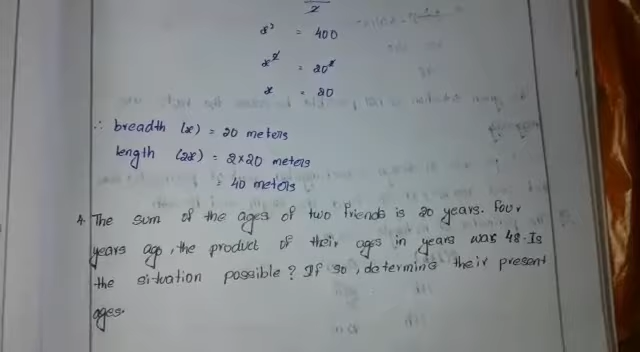 2
x² = 400
x² = 20²
x = 20
∴ breadth (x) = 20 meters
length (2x) = 2×20 meters
= 40 meters
4. The sum of the ages of two friends is 20 years. Four
years ago, the product of their ages in years was 48. Is
the situation possible? If so, determine their present
ages.